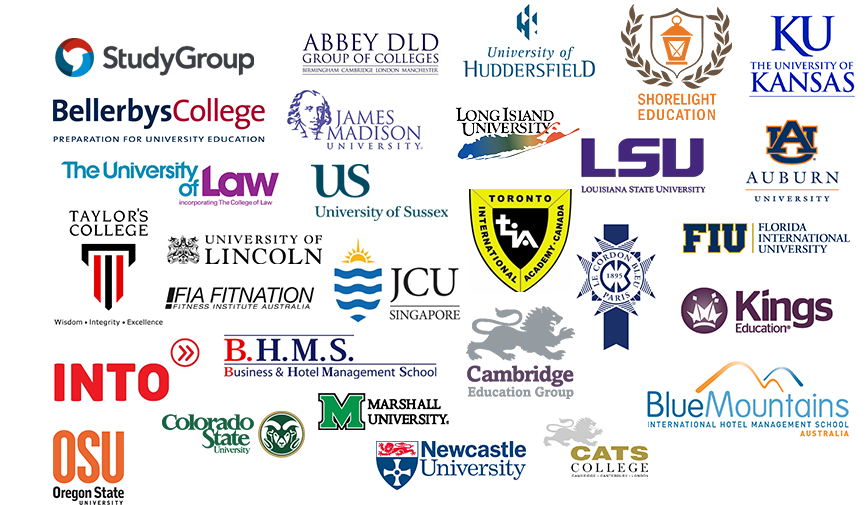 StudyGroup
ABBEY DLD
GROUP OF COLLEGES
BIRMINGHAM CAMBRIDGE LONDON MANCHESTER
University of
HUDDERSFIELD
SHORELIGHT
EDUCATION
KU
THE UNIVERSITY OF
KANSAS
BellerbysCollege
PREPARATION FOR UNIVERSITY EDUCATION
JAMES
MADISON
UNIVERSITY.
LONG ISLAND
UNIVERSITY
LSU
LOUISIANA STATE UNIVERSITY
AU
AUBURN
UNIVERSITY
The University
of Law
incorporating The College of Law
US
University of Sussex
TORONTO
INTERNATIONAL
ACADEMY · CANADA
tia
TAYLOR'S
COLLEGE
T
Wisdom • Integrity • Excellence
UNIVERSITY OF
LINCOLN
FIA FITNATION
FITNESS INSTITUTE AUSTRALIA
JCU
SINGAPORE
LE CORDON BLEU
1895
PARIS
FIU
FLORIDA
INTERNATIONAL
UNIVERSITY
Kings
Education®
INTO
B.H.M.S.
Business & Hotel Management School
Cambridge
Education Group
BlueMountains
INTERNATIONAL HOTEL MANAGEMENT SCHOOL
AUSTRALIA
Colorado
State
University
M
MARSHALL
UNIVERSITY.
OSU
Oregon State
UNIVERSITY
Newcastle
University
CATS
COLLEGE
CAMBRIDGE • CANTERBURY • LONDON